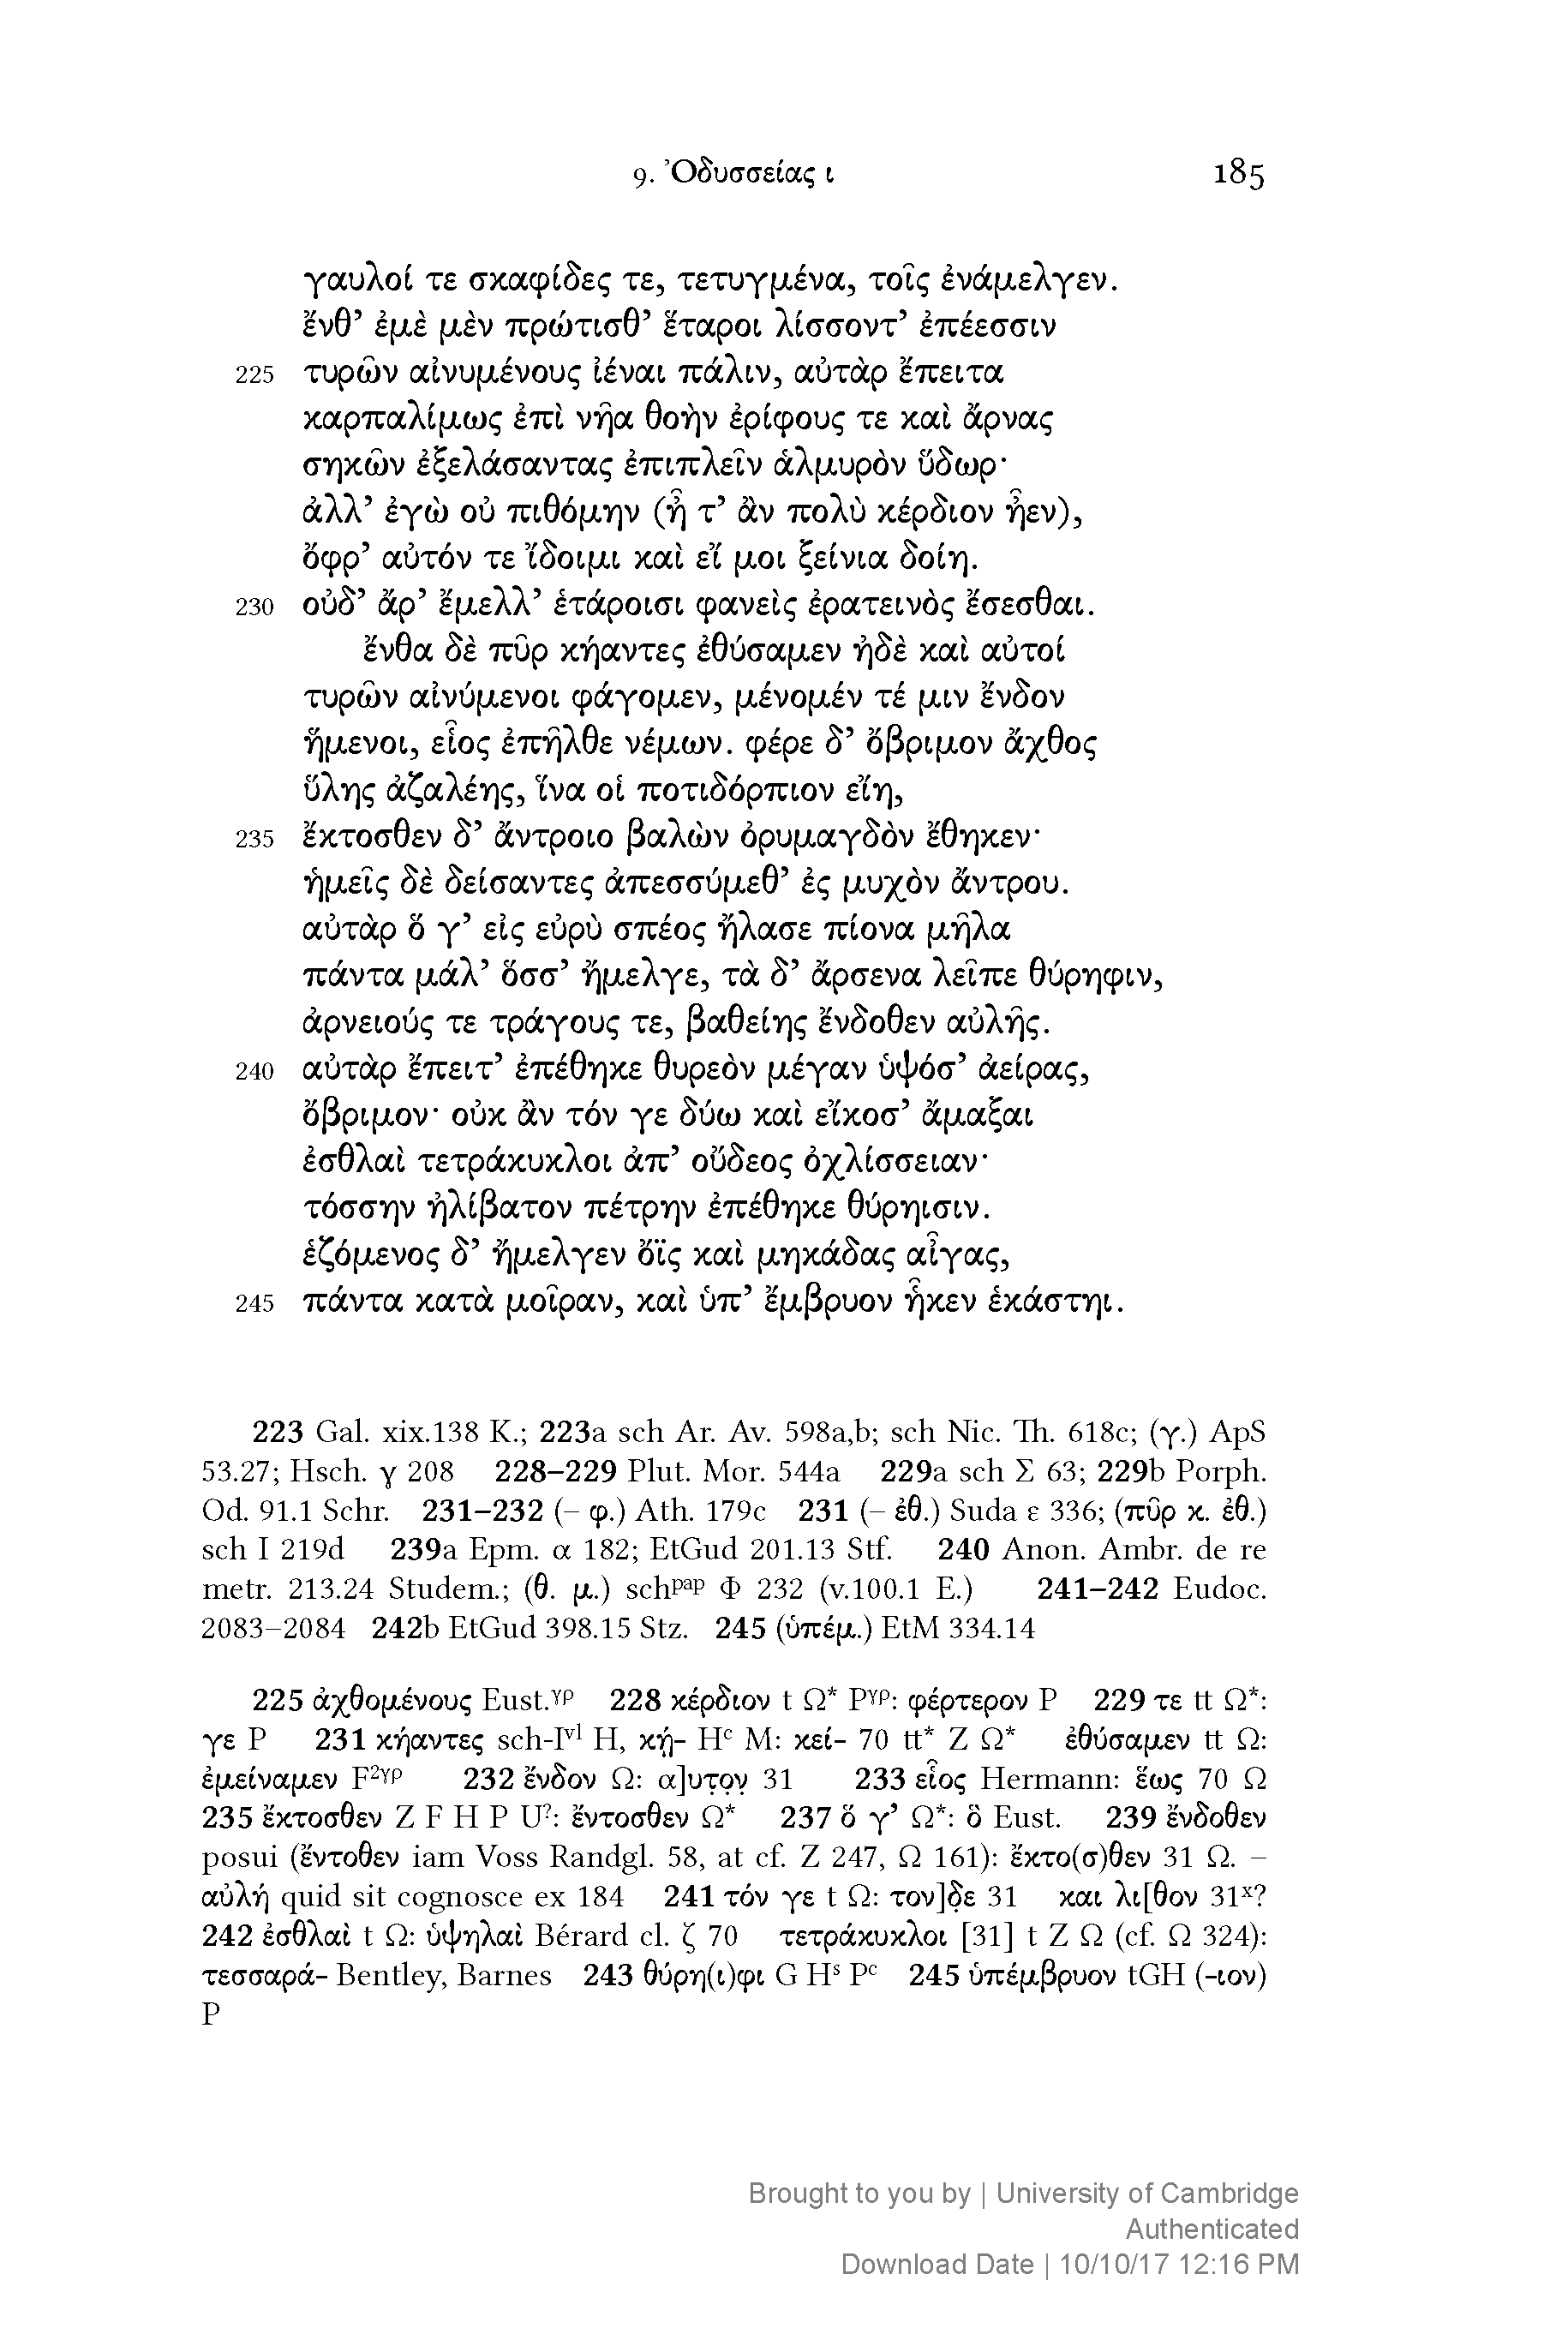 9. Ὀδυσσείας ι 185
γαυλοί τε σκαφίδες τε, τετυγμένα, τοῖς ἐνάμελγεν.
ἔνθ’ ἐμὲ μὲν πρώτισθ’ ἕταροι λίσσοντ’ ἐπέεσσιν
225 τυρῶν αἰνυμένους ἰέναι πάλιν, αὐτὰρ ἔπειτα
καρπαλίμως ἐπὶ νῆα θοὴν ἐρίφους τε καὶ ἄρνας
σηκῶν ἐξελάσαντας ἐπιπλεῖν ἁλμυρὸν ὕδωρ·
ἀλλ’ ἐγὼ οὐ πιθόμην (ἦ τ’ ἂν πολὺ κέρδιον ἦεν),
ὄφρ’ αὐτόν τε ἴδοιμι καὶ εἴ μοι ξείνια δοίη.
230 οὐδ’ ἄρ’ ἔμελλ’ ἑτάροισι φανεὶς ἐρατεινὸς ἔσεσθαι.
ἔνθα δὲ πῦρ κήαντες ἐθύσαμεν ἠδὲ καὶ αὐτοί
τυρῶν αἰνύμενοι φάγομεν, μένομέν τέ μιν ἔνδον
ἥμενοι, εἷος ἐπῆλθε νέμων. φέρε δ’ ὄβριμον ἄχθος
ὕλης ἀζαλέης, ἵνα οἱ ποτιδόρπιον εἴη,
235 ἔκτοσθεν δ’ ἄντροιο βαλὼν ὀρυμαγδὸν ἔθηκεν·
ἡμεῖς δὲ δείσαντες ἀπεσσύμεθ’ ἐς μυχὸν ἄντρου.
αὐτὰρ ὅ γ’ εἰς εὐρὺ σπέος ἤλασε πίονα μῆλα
πάντα μάλ’ ὅσσ’ ἤμελγε, τὰ δ’ ἄρσενα λεῖπε θύρηφιν,
ἀρνειούς τε τράγους τε, βαθείης ἔνδοθεν αὐλῆς.
240 αὐτὰρ ἔπειτ’ ἐπέθηκε θυρεὸν μέγαν ὑψόσ’ ἀείρας,
ὄβριμον· οὐκ ἂν τόν γε δύω καὶ εἴκοσ’ ἄμαξαι
ἐσθλαὶ τετράκυκλοι ἀπ’ οὔδεος ὀχλίσσειαν·
τόσσην ἠλίβατον πέτρην ἐπέθηκε θύρηισιν.
ἑζόμενος δ’ ἤμελγεν ὄϊς καὶ μηκάδας αἶγας,
245 πάντα κατὰ μοῖραν, καὶ ὑπ’ ἔμβρυον ἧκεν ἑκάστηι.
223 Gal. xix.138 K.; 223a sch Ar. Av. 598a,b; sch Nic. Th. 618c; (γ.) ApS
53.27; Hsch. γ 208 228–229 Plut. Mor. 544a 229a sch Σ 63; 229b Porph.
Od. 91.1 Schr. 231–232 (– φ.) Ath. 179c 231 (– ἐθ.) Suda ε 336; (πῦρ κ. ἐθ.)
sch I 219d 239a Epm. α 182; EtGud 201.13 Stf. 240 Anon. Ambr. de re
metr. 213.24 Studem.; (θ. μ.) schᵖᵃᵖ Φ 232 (v.100.1 E.) 241–242 Eudoc.
2083–2084 242b EtGud 398.15 Stz. 245 (ὑπέμ.) EtM 334.14
225 ἀχθομένους Eust.ᵞᵖ 228 κέρδιον t Ω* Pᵞᵖ: φέρτερον P 229 τε tt Ω*:
γε P 231 κήαντες sch-Iᵛˡ H, κῄ- Hᶜ M: κεί- 70 tt* Z Ω* ἐθύσαμεν tt Ω:
ἐμείναμεν F²ᵞᵖ 232 ἔνδον Ω: α]υτ̣ο̣ν̣ 31 233 εἷος Hermann: ἕως 70 Ω
235 ἔκτοσθεν Z F H P U?: ἔντοσθεν Ω* 237 ὅ γ’ Ω*: ὃ Eust. 239 ἔνδοθεν
posui (ἔντοθεν iam Voss Randgl. 58, at cf. Z 247, Ω 161): ἔκτο(σ)θεν 31 Ω. –
αὐλή quid sit cognosce ex 184 241 τόν γε t Ω: τον]δ̣ε 31 και λι[θον 31ˣ?
242 ἐσθλαὶ t Ω: ὑψηλαὶ Bérard cl. ζ 70 τετράκυκλοι [31] t Z Ω (cf. Ω 324):
τεσσαρά- Bentley, Barnes 243 θύρη(ι)φι G Hˢ Pᶜ 245 ὑπέμβρυον tGH (-ιον)
P
Brought to you by | University of Cambridge
Authenticated
Download Date | 10/10/17 12:16 PM